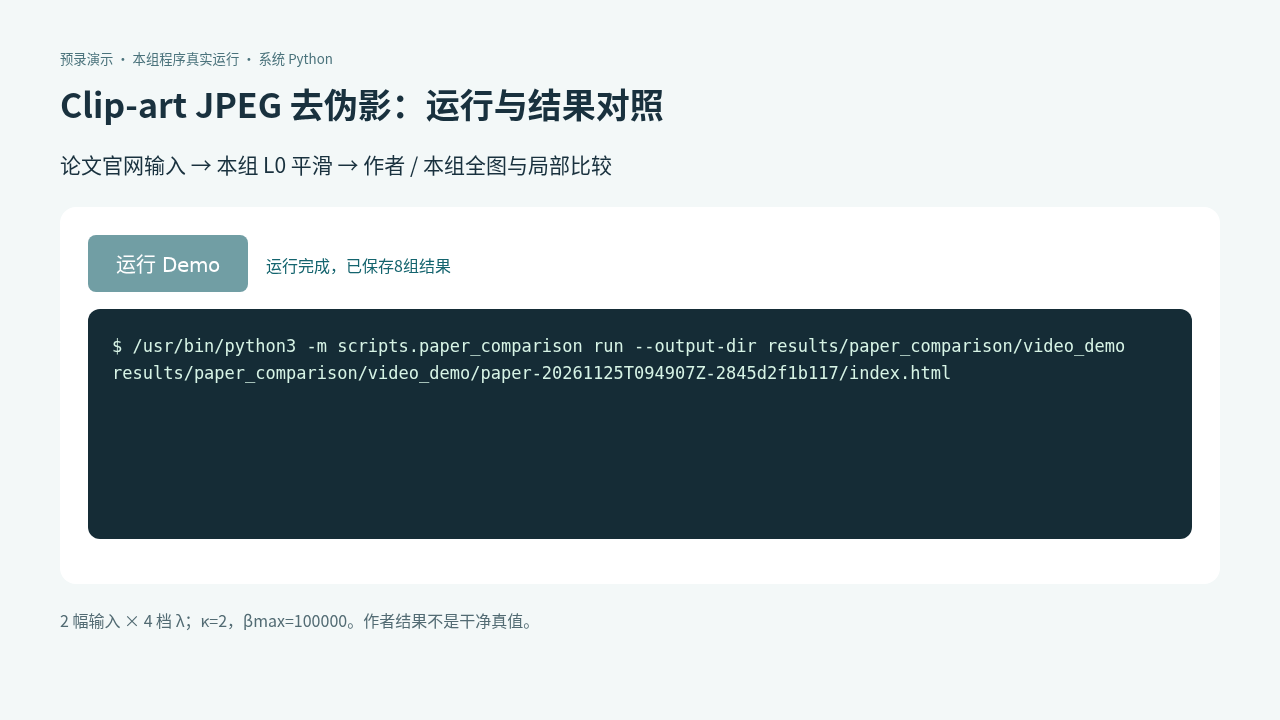 预录演示 · 本组程序真实运行 · 系统 Python
Clip-art JPEG 去伪影：运行与结果对照
论文官网输入 → 本组 L0 平滑 → 作者 / 本组全图与局部比较
运行 Demo
运行完成，已保存8组结果
$ /usr/bin/python3 -m scripts.paper_comparison run --output-dir results/paper_comparison/video_demo
results/paper_comparison/video_demo/paper-20261125T094907Z-2845d2f1b117/index.html
2 幅输入 × 4 档 λ；κ=2，βmax=100000。作者结果不是干净真值。